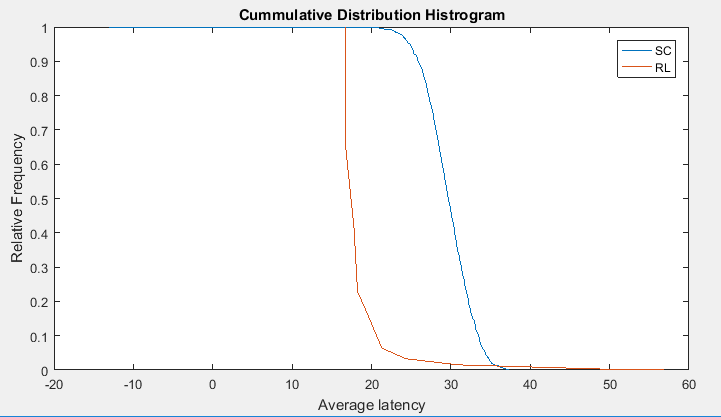 Cummulative Distribution Histrogram
SC
RL
1
0.9
0.8
0.7
0.6
0.5
0.4
0.3
0.2
0.1
0
Relative Frequency
-20 -10 0 10 20 30 40 50 60
Average latency